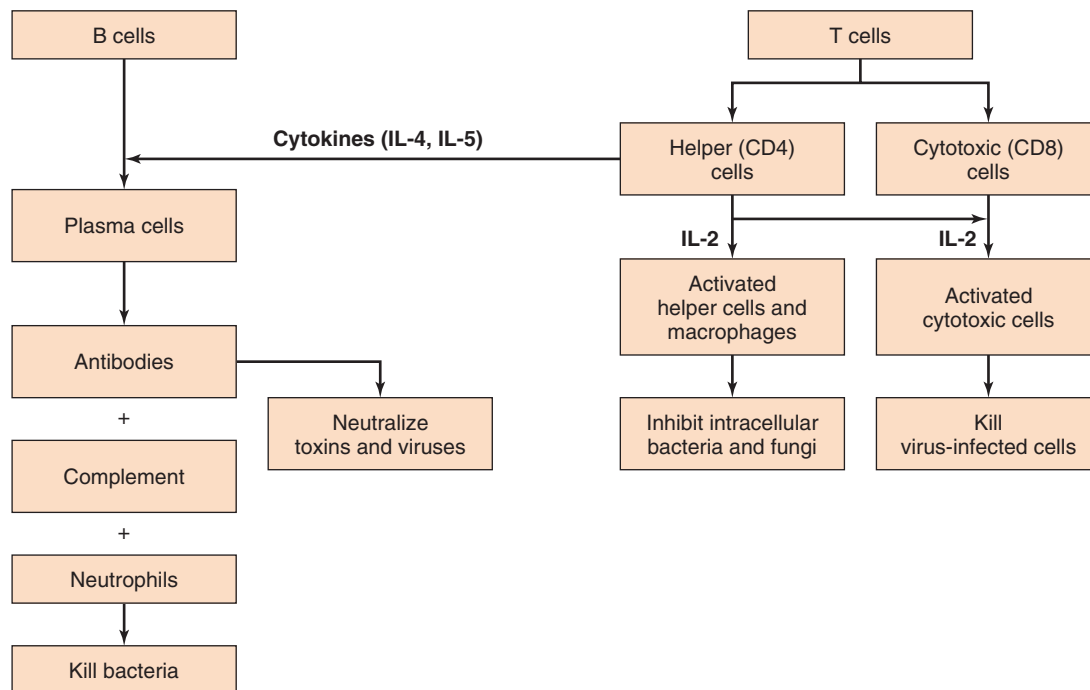 B cells
T cells
Cytokines (IL-4, IL-5)
Helper (CD4)
cells
Cytotoxic (CD8)
cells
Plasma cells
IL-2
IL-2
Activated
helper cells and
macrophages
Activated
cytotoxic cells
Antibodies
+
Neutralize
toxins and viruses
Inhibit intracellular
bacteria and fungi
Kill
virus-infected cells
Complement
+
Neutrophils
Kill bacteria